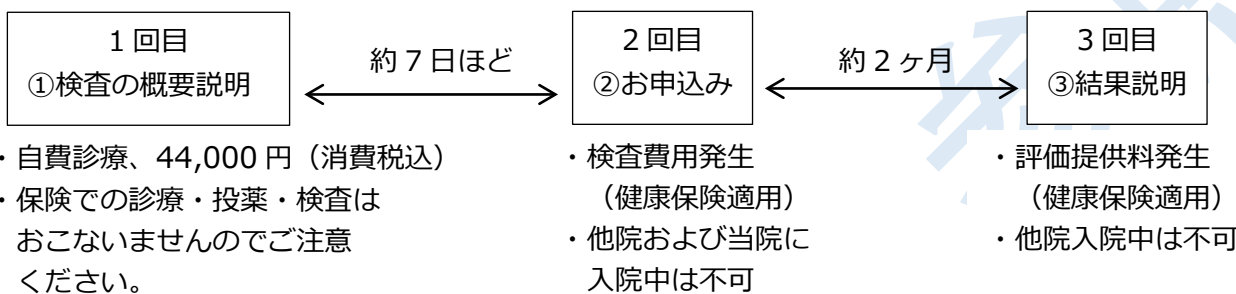 1回目
①検査の概要説明
約7日ほど
2回目
②お申込み
約2ヶ月
3回目
③結果説明
・自費診療、44,000円（消費税込）
・保険での診療・投薬・検査は
おこないませんのでご注意
ください。
・検査費用発生
（健康保険適用）
・他院および当院に
入院中は不可
・評価提供料発生
（健康保険適用）
・他院入院中は不可